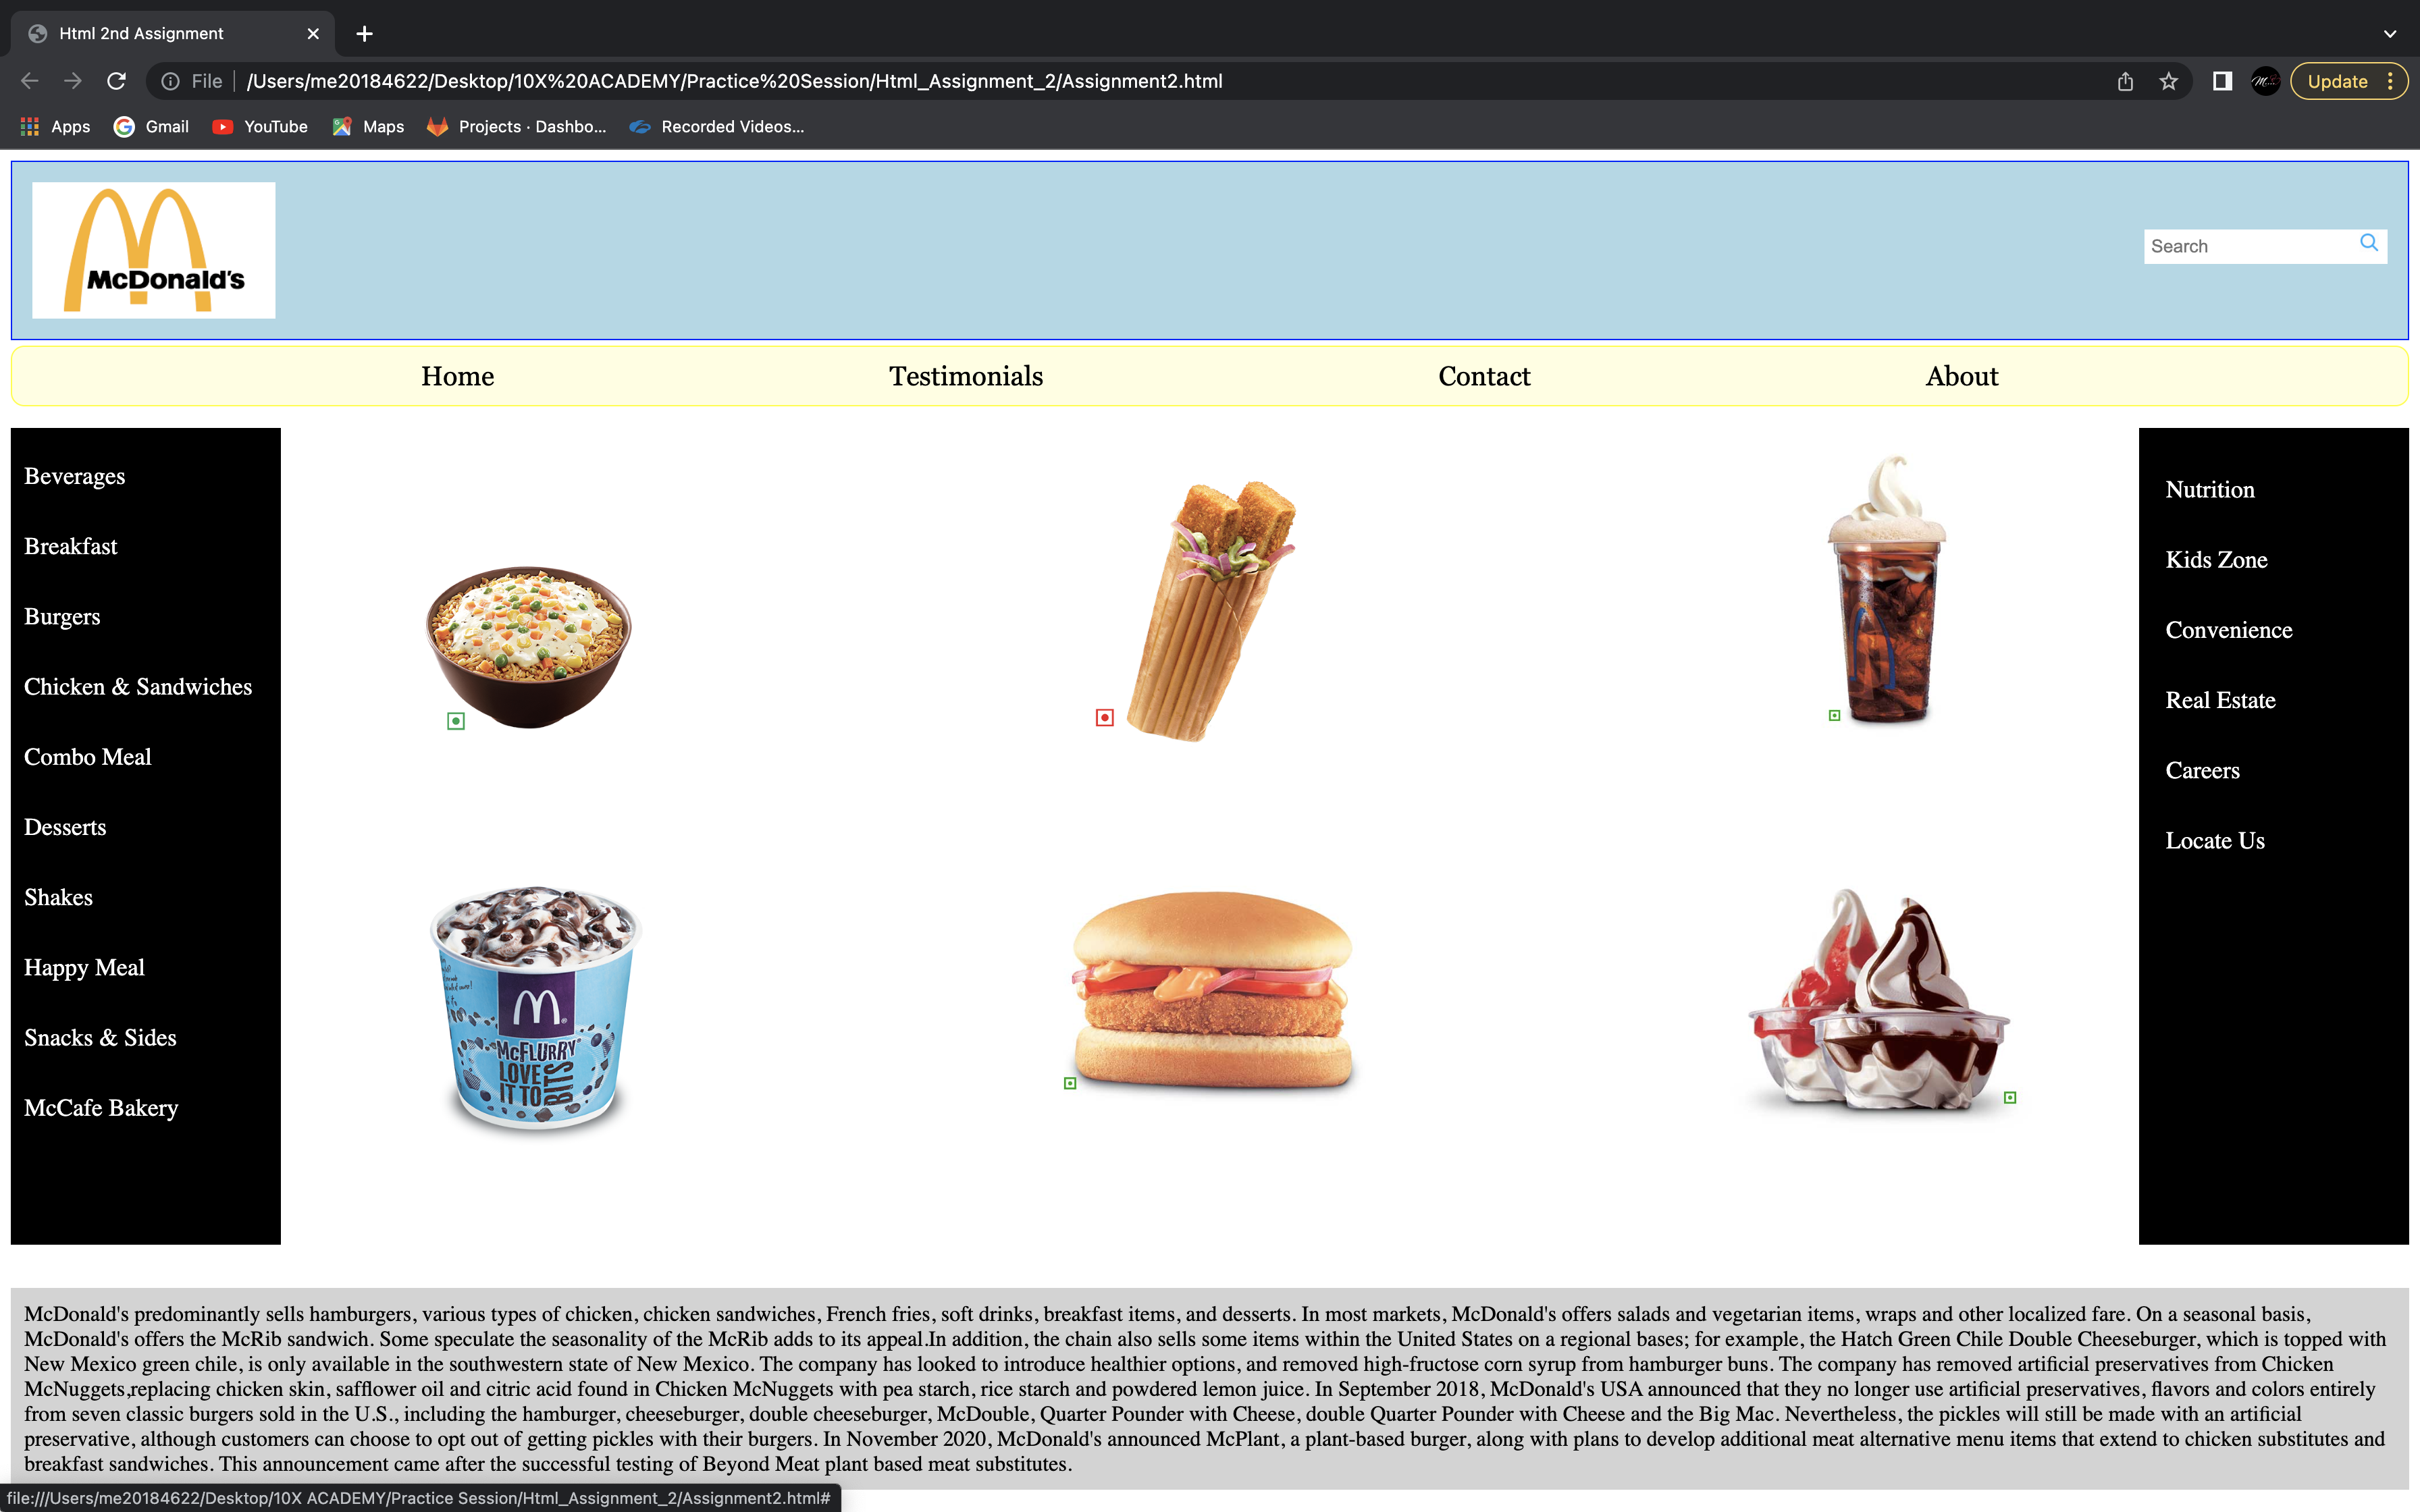 Html 2nd Assignment
File /Users/me20184622/Desktop/10X%20ACADEMY/Practice%20Session/Html_Assignment_2/Assignment2.html
Update
Apps Gmail YouTube Maps Projects · Dashbo... Recorded Videos...
McDonald's
Search
Home Testimonials Contact About
Beverages
Breakfast
Burgers
Chicken & Sandwiches
Combo Meal
Desserts
Shakes
Happy Meal
Snacks & Sides
McCafe Bakery
McFLURRY
LOVE
IT TO
BITS
Nutrition
Kids Zone
Convenience
Real Estate
Careers
Locate Us
McDonald's predominantly sells hamburgers, various types of chicken, chicken sandwiches, French fries, soft drinks, breakfast items, and desserts. In most markets, McDonald's offers salads and vegetarian items, wraps and other localized fare. On a seasonal basis,
McDonald's offers the McRib sandwich. Some speculate the seasonality of the McRib adds to its appeal.In addition, the chain also sells some items within the United States on a regional bases; for example, the Hatch Green Chile Double Cheeseburger, which is topped with
New Mexico green chile, is only available in the southwestern state of New Mexico. The company has looked to introduce healthier options, and removed high-fructose corn syrup from hamburger buns. The company has removed artificial preservatives from Chicken
McNuggets,replacing chicken skin, safflower oil and citric acid found in Chicken McNuggets with pea starch, rice starch and powdered lemon juice. In September 2018, McDonald's USA announced that they no longer use artificial preservatives, flavors and colors entirely
from seven classic burgers sold in the U.S., including the hamburger, cheeseburger, double cheeseburger, McDouble, Quarter Pounder with Cheese, double Quarter Pounder with Cheese and the Big Mac. Nevertheless, the pickles will still be made with an artificial
preservative, although customers can choose to opt out of getting pickles with their burgers. In November 2020, McDonald's announced McPlant, a plant-based burger, along with plans to develop additional meat alternative menu items that extend to chicken substitutes and
breakfast sandwiches. This announcement came after the successful testing of Beyond Meat plant based meat substitutes.
file:///Users/me20184622/Desktop/10X ACADEMY/Practice Session/Html_Assignment_2/Assignment2.html#